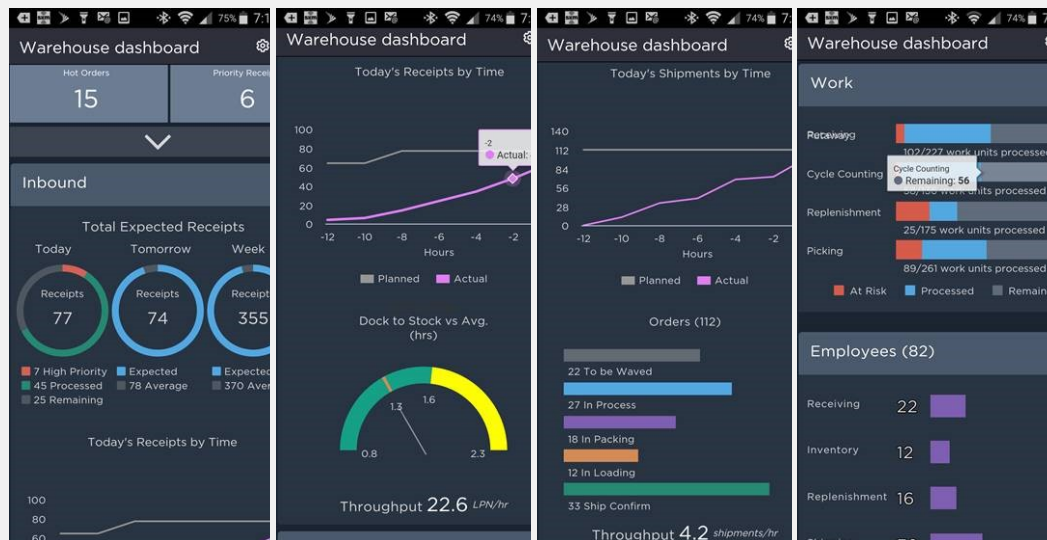 75% 7:1
Warehouse dashboard
Hot Orders
15
Priority Recei
6
Inbound
Total Expected Receipts
Today
Tomorrow
Week
Receipts
77
Receipts
74
Receipt
355
7 High Priority
45 Processed
25 Remaining
Expected
78 Average
Expected
370 Aver
Today's Receipts by Time
100
80
60
74% 7:
Warehouse dashboard
Today's Receipts by Time
100
80
60
40
20
0
-2
Actual:
-12 -10 -8 -6 -4 -2
Hours
Planned Actual
Dock to Stock vs Avg.
(hrs)
1.3
1.6
0.8
2.3
Throughput 22.6 LPN/hr
74% 7:
Warehouse dashboard
Today's Shipments by Time
140
112
84
56
28
0
-12 -10 -8 -6 -4 -2
Hours
Planned Actual
Orders (112)
22 To be Waved
27 In Process
18 In Packing
12 In Loading
33 Ship Confirm
Throughput 4.2 shipments/hr
74% 7
Warehouse dashboard
Work
Receiving
102/227 work units processed
Cycle Counting
Cycle Counting
Remaining: 56
work units processed
Replenishment
25/175 work units processed
Picking
89/261 work units processed
At Risk Processed Remain
Employees (82)
Receiving 22
Inventory 12
Replenishment 16